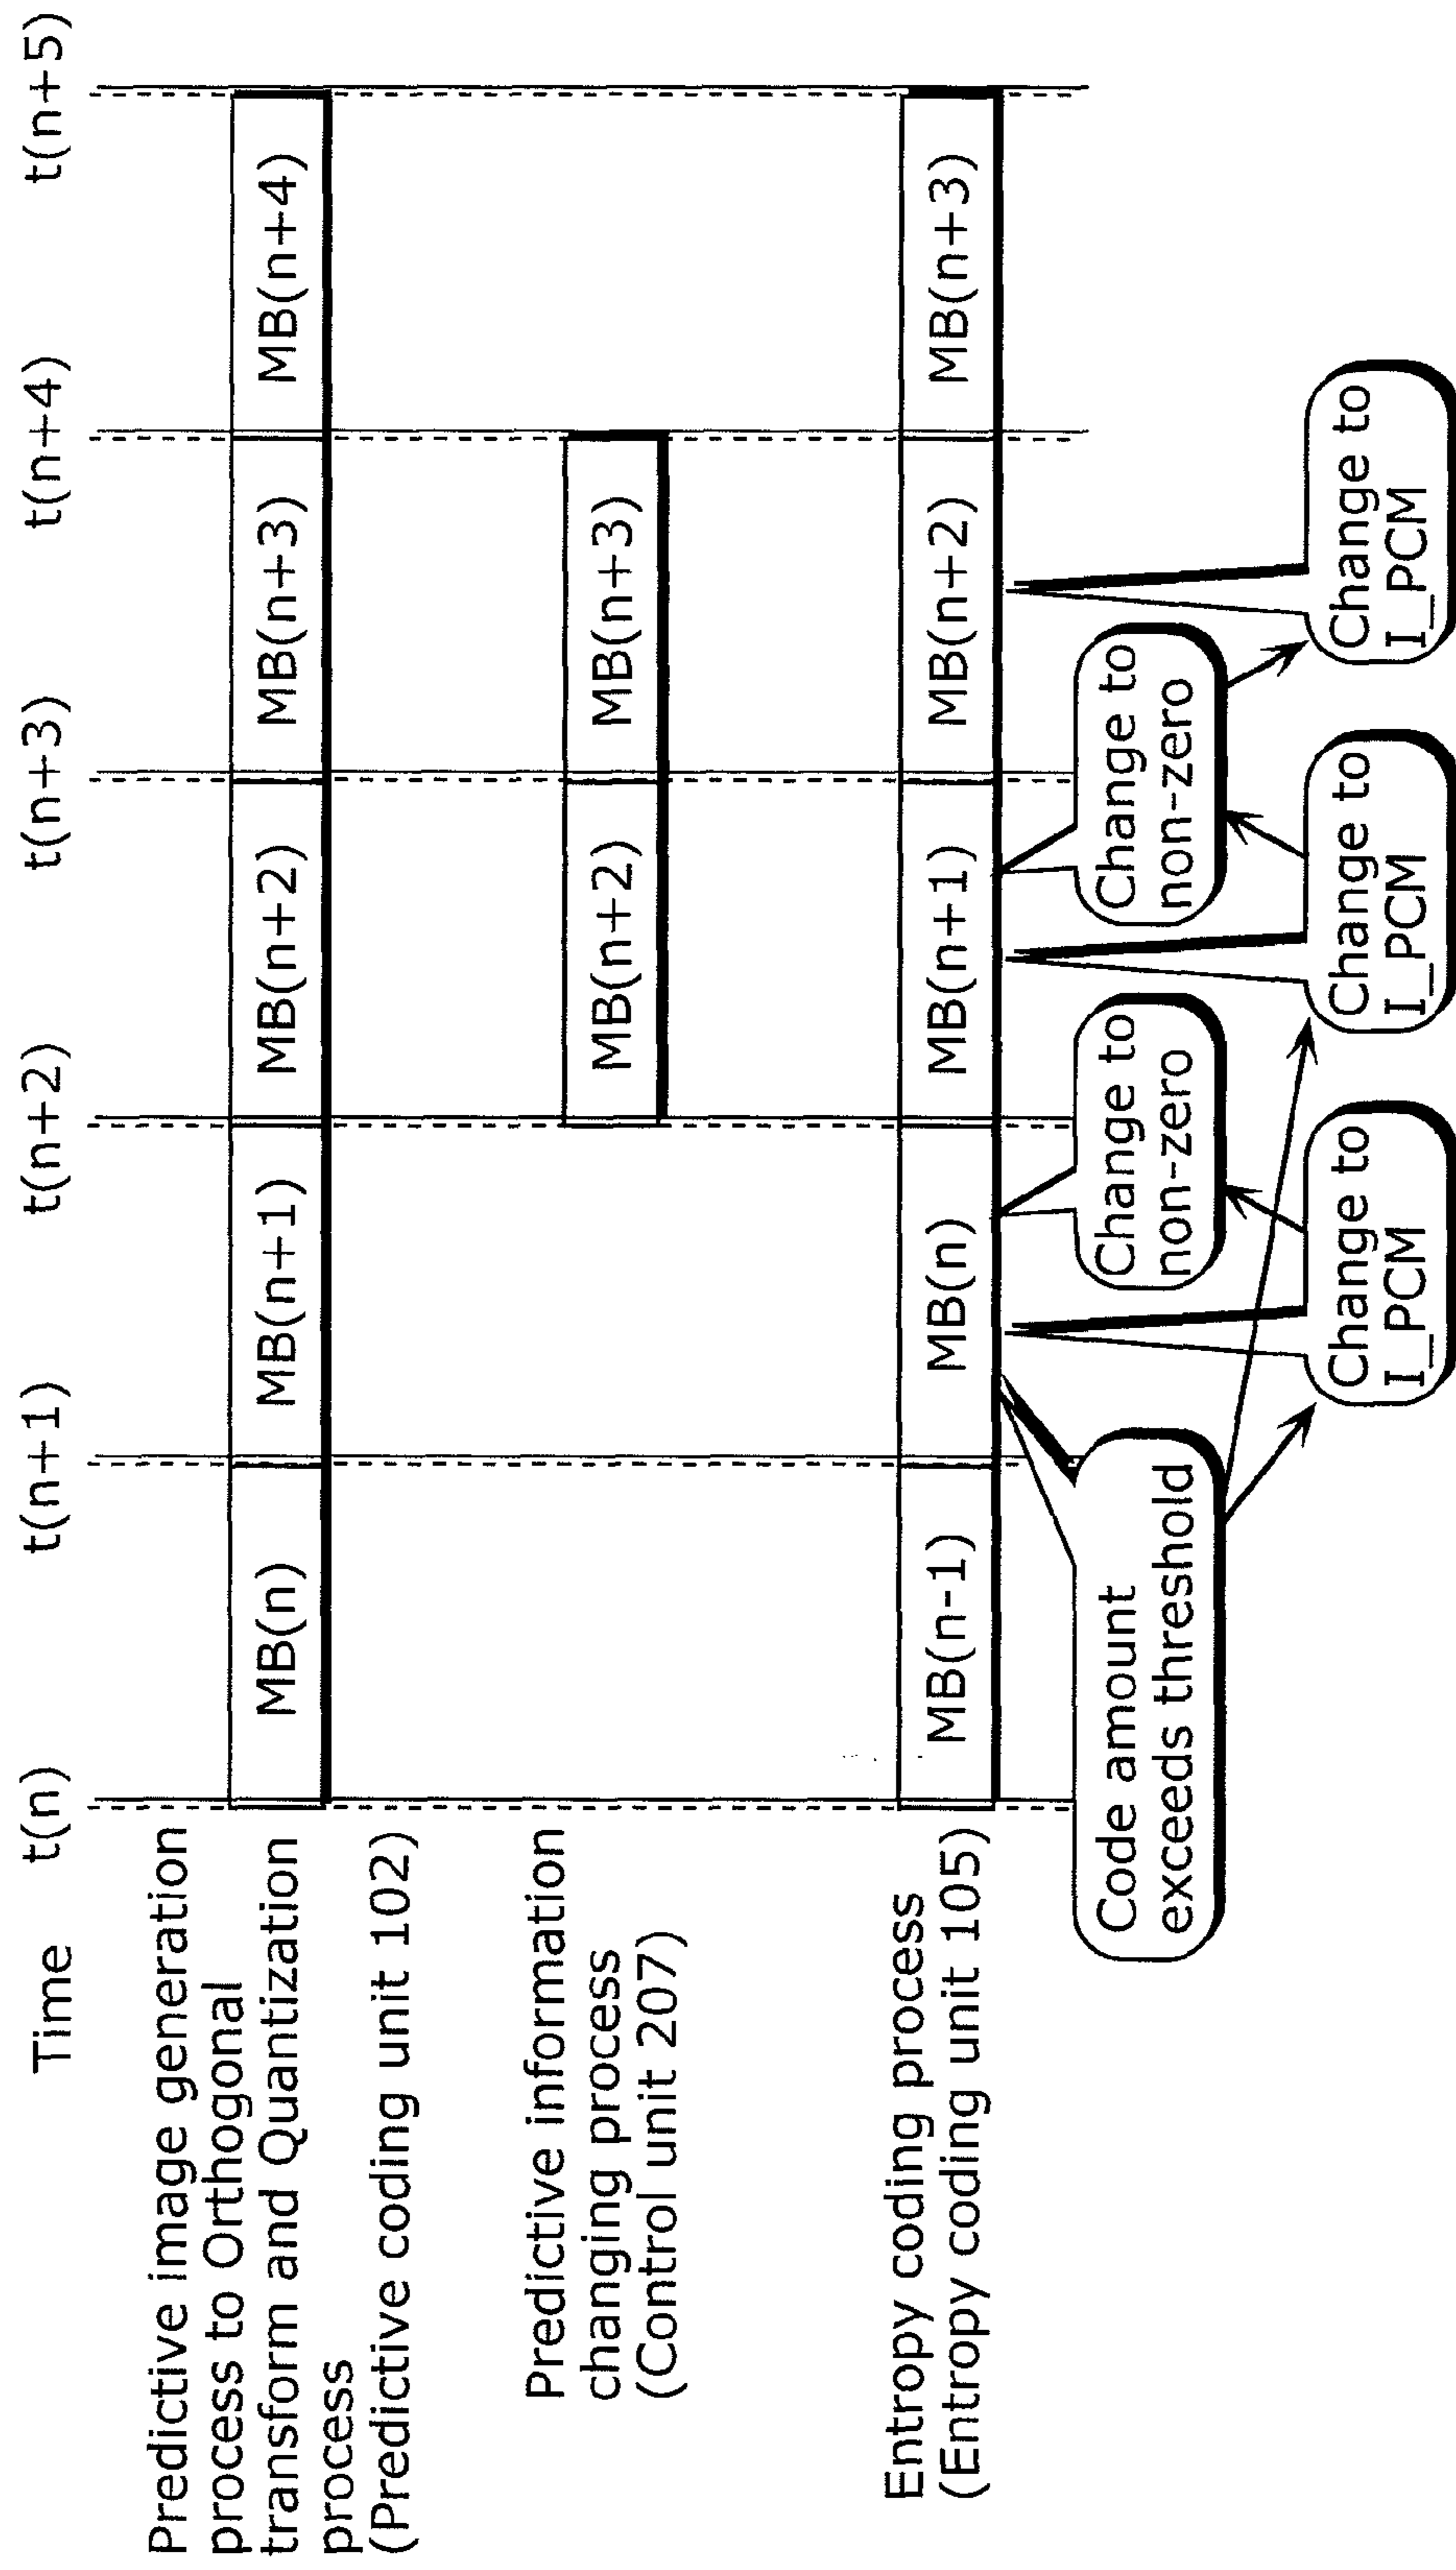 Time
t(n)
t(n+1)
t(n+2)
t(n+3)
t(n+4)
t(n+5)
Predictive image generation
process to Orthogonal
transform and Quantization
process
(Predictive coding unit 102)
MB(n)
MB(n+1)
MB(n+2)
MB(n+3)
MB(n+4)
Predictive information
changing process
(Control unit 207)
MB(n+2)
MB(n+3)
Entropy coding process
(Entropy coding unit 105)
MB(n-1)
MB(n)
MB(n+1)
MB(n+2)
MB(n+3)
Code amount
exceeds threshold
Change to
non-zero
Change to
non-zero
Change to
I_PCM
Change to
I_PCM
Change to
I_PCM